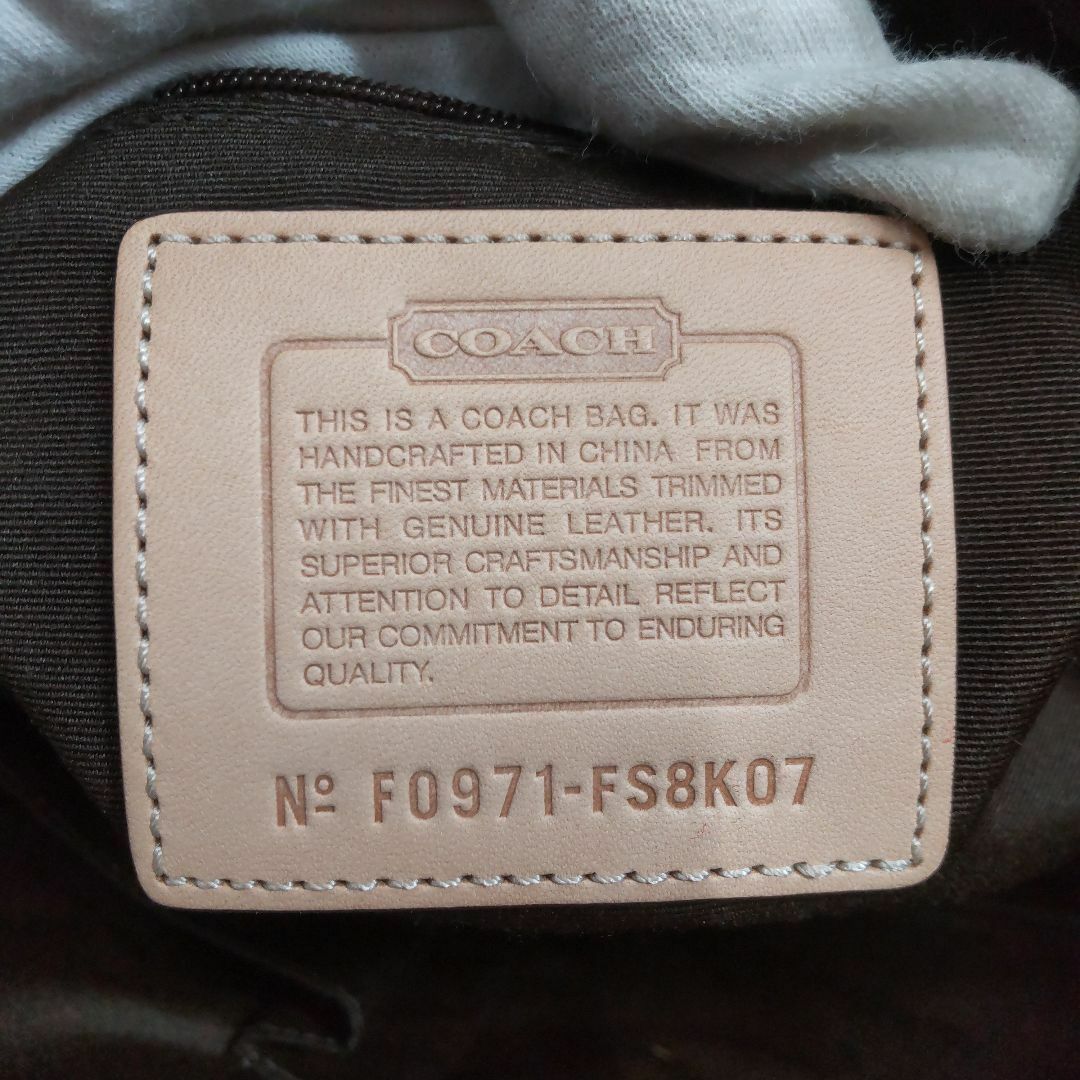 COACH
THIS IS A COACH BAG. IT WAS
HANDCRAFTED IN CHINA FROM
THE FINEST MATERIALS TRIMMED
WITH GENUINE LEATHER. ITS
SUPERIOR CRAFTSMANSHIP AND
ATTENTION TO DETAIL REFLECT
OUR COMMITMENT TO ENDURING
QUALITY.
Nº F0971-FS8K07